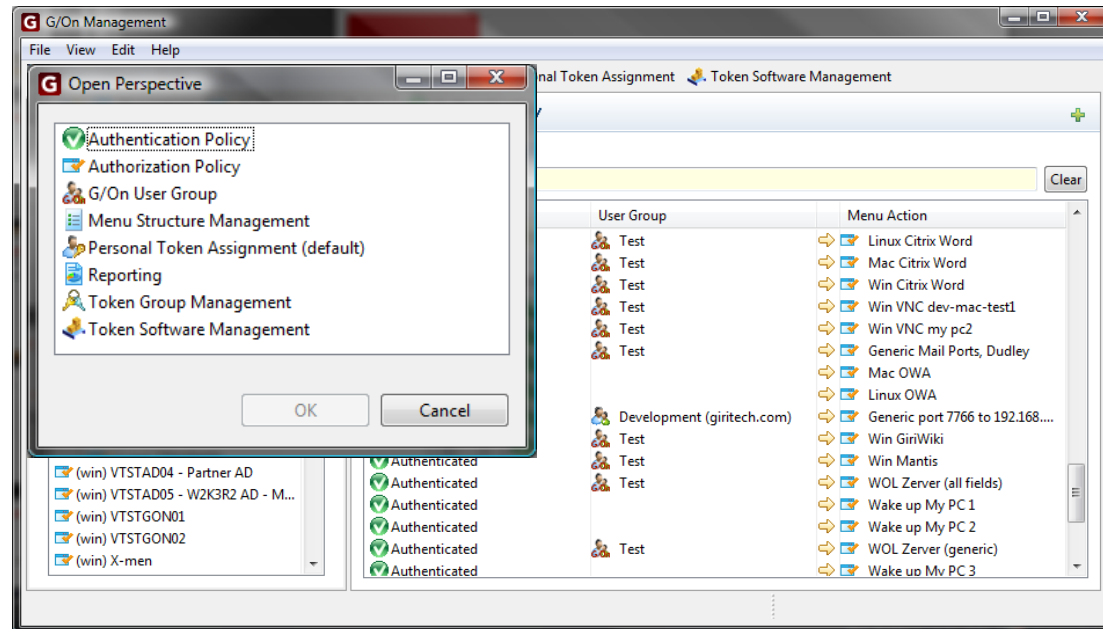 G/On Management
File View Edit Help
Open Perspective
nal Token Assignment Token Software Management
Authentication Policy
Authorization Policy
G/On User Group
Menu Structure Management
Personal Token Assignment (default)
Reporting
Token Group Management
Token Software Management
OK Cancel
Clear
User Group Menu Action
Test Linux Citrix Word
Test Mac Citrix Word
Test Win Citrix Word
Test Win VNC dev-mac-test1
Test Win VNC my pc2
Test Generic Mail Ports, Dudley
Mac OWA
Linux OWA
Development (giritech.com) Generic port 7766 to 192.168....
Test Win GiriWiki
Authenticated Test Win Mantis
Authenticated Test WOL Zerver (all fields)
Authenticated Wake up My PC 1
Authenticated Wake up My PC 2
Authenticated Test WOL Zerver (generic)
Authenticated Wake up My PC 3
(win) VTSTAD04 - Partner AD
(win) VTSTAD05 - W2K3R2 AD - M...
(win) VTSTGON01
(win) VTSTGON02
(win) X-men